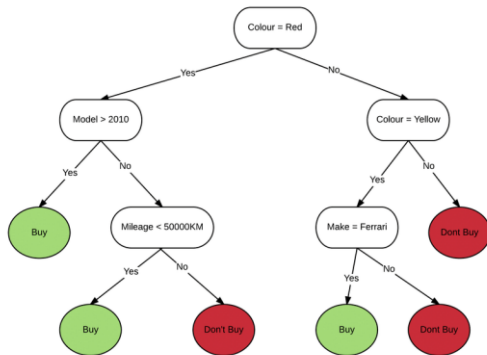 Colour = Red
Yes
No
Model > 2010
Colour = Yellow
Yes
No
Yes
No
Buy
Mileage < 50000KM
Make = Ferrari
Dont Buy
Yes
No
Yes
No
Buy
Don't Buy
Buy
Dont Buy